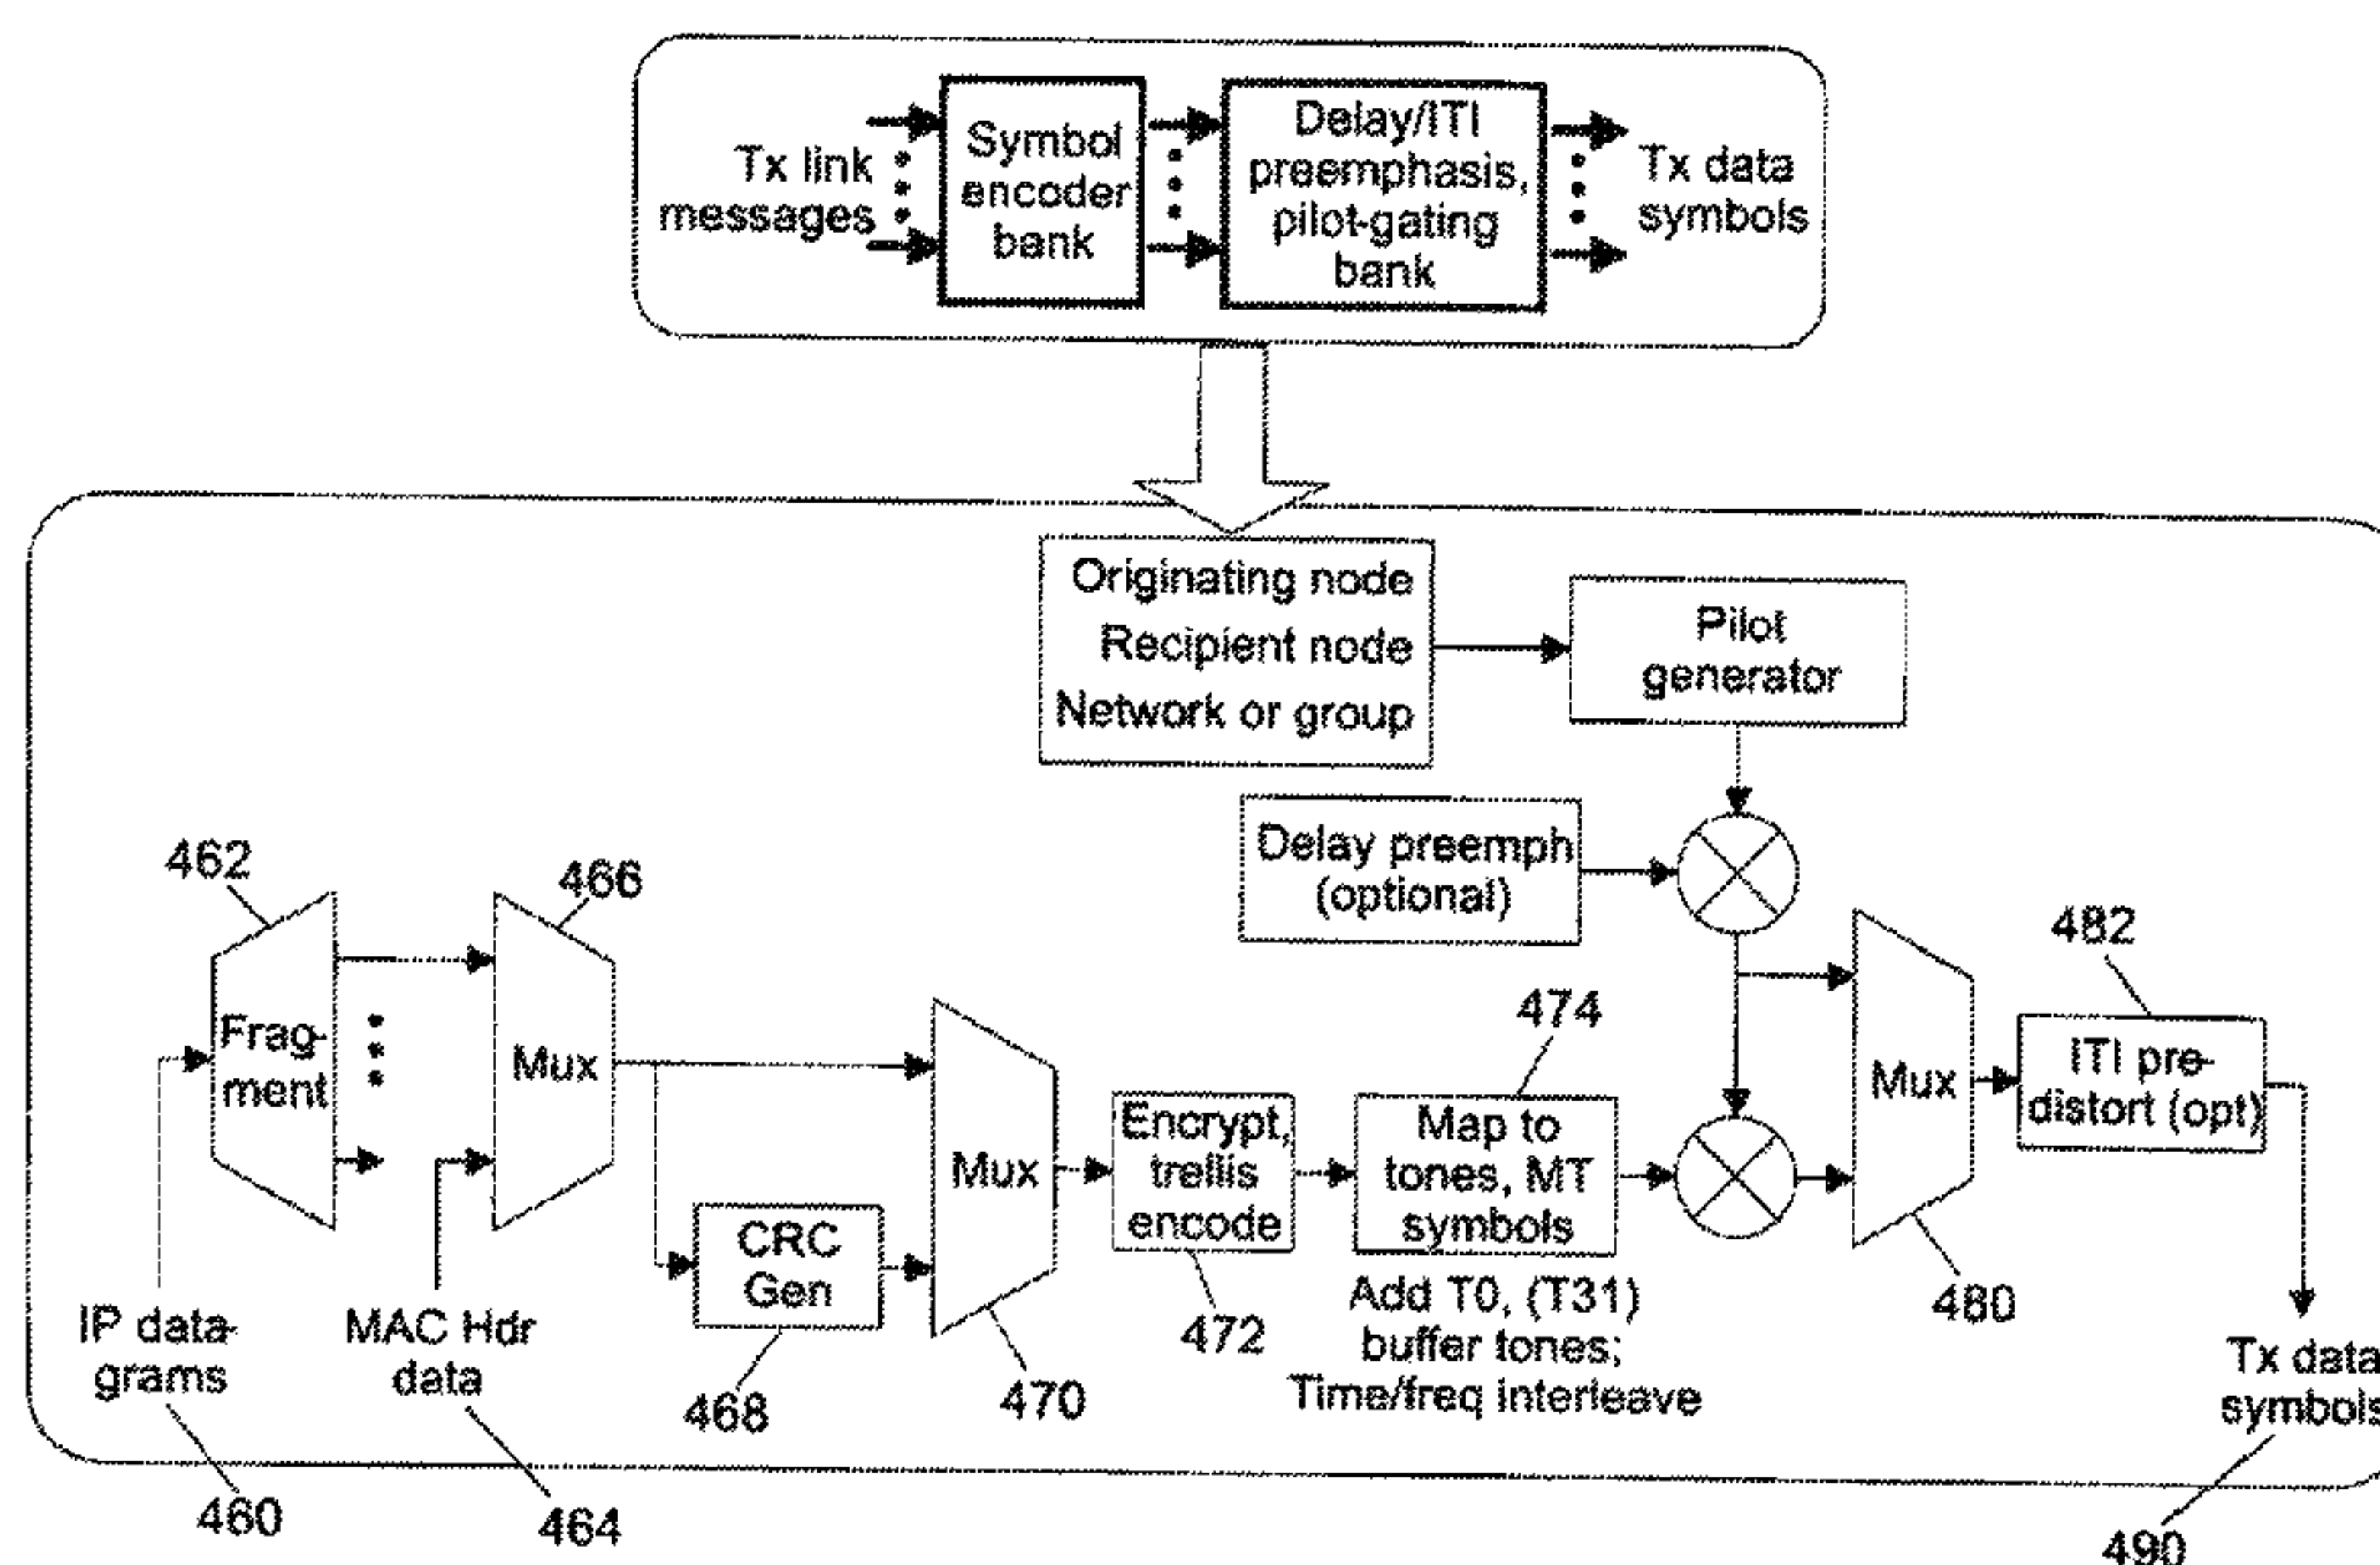 Tx link
messages
Symbol
encoder
bank
Delay/ITI
preemphasis,
pilot-gating
bank
Tx data
symbols
Originating node
Recipient node
Network or group
Pilot
generator
Delay preemph
(optional)
462
466
482
474
Frag-
ment
Mux
Mux
Encrypt,
trellis
encode
Map to
tones, MT
symbols
Mux
ITI pre-
distort (opt)
CRC
Gen
Add T0, (T31)
buffer tones;
Time/freq interleave
480
472
470
468
IP data-
grams
MAC Hdr
data
Tx data
symbols
460
464
490